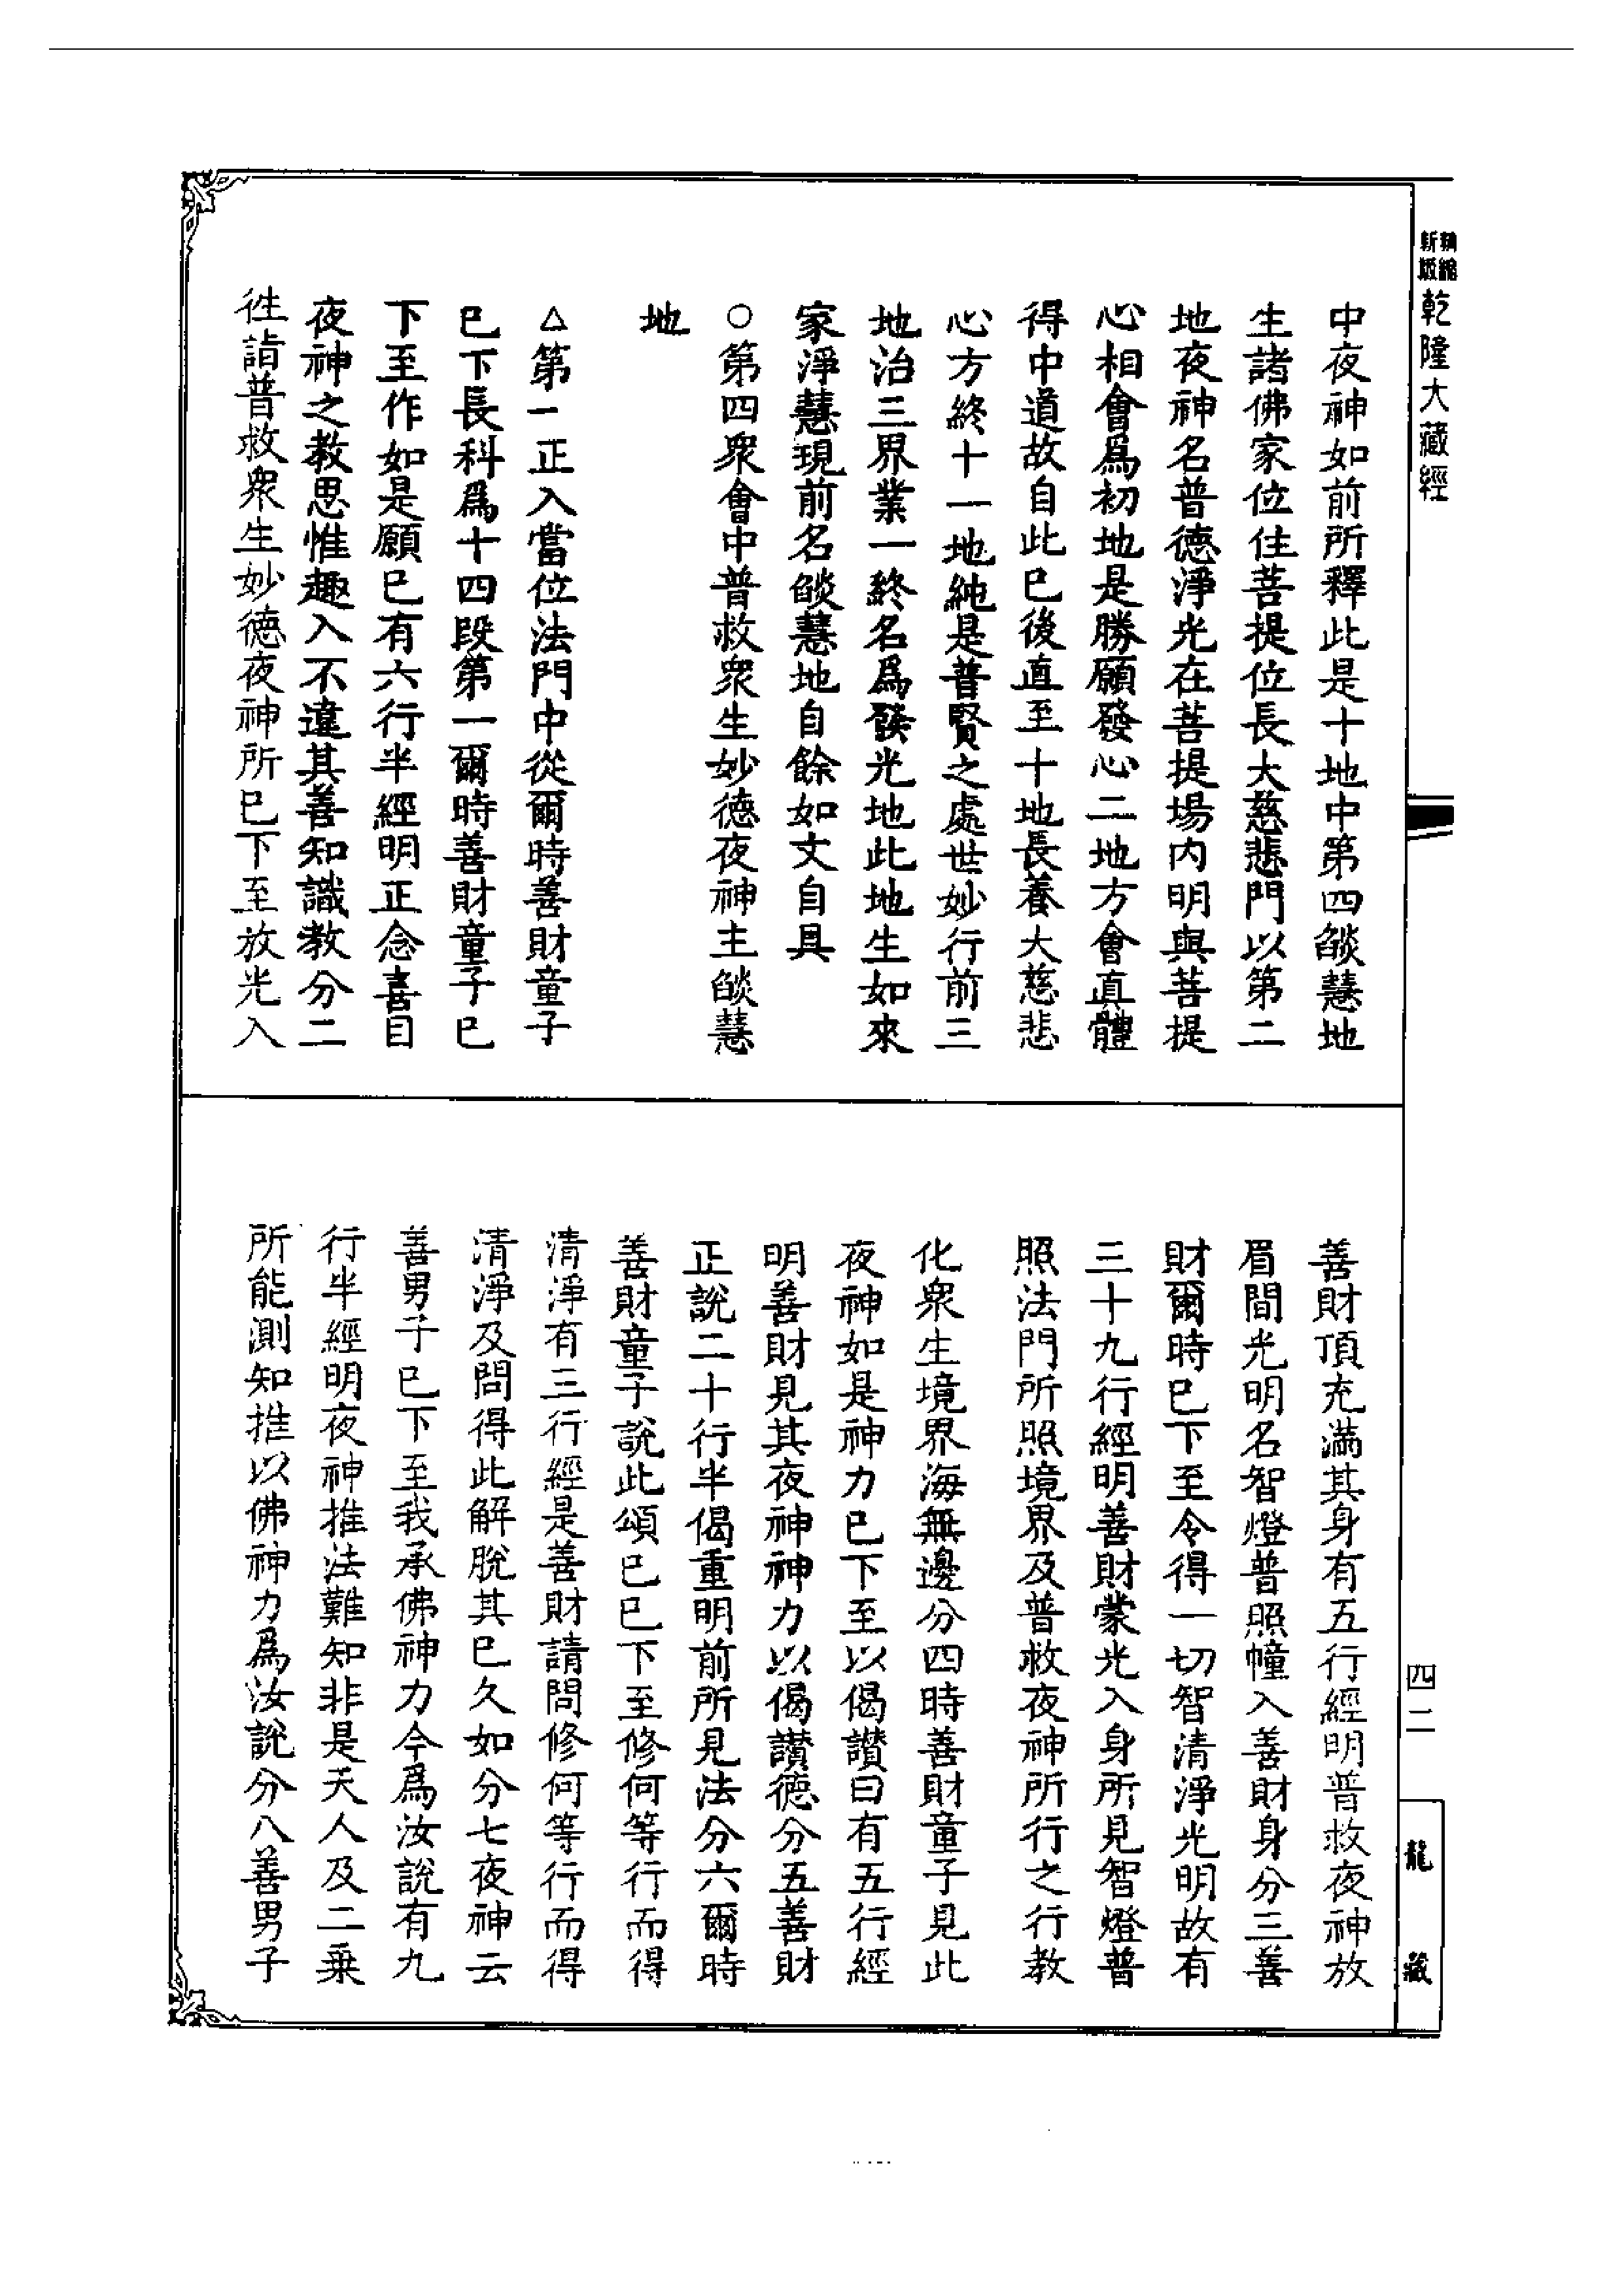 精縮
新版
乾隆大藏經
中夜神如前所釋此是十地中第四燄慧地
生諸佛家位住菩提位長大慈悲門以第二
地夜神名普德淨光在菩提場內明與菩提
心相會爲初地是勝願發心二地方會真體
得中道故自此巳後直至十地長養大慈悲
心方終十一地純是普賢之處世妙行前三
地治三界業一終名爲發光地此地生如來
家淨慧現前名燄慧地自餘如文自具
○第四衆會中普救衆生妙德夜神主燄慧
地
△第一正入當位法門中從爾時善財童子
巳下長科爲十四段第一爾時善財童子巳
下至作如是願巳有六行半經明正念喜目
夜神之教思惟趣入不違其善知識教分二
徃詣普救衆生妙德夜神所巳下至放光入
善財頂充滿其身有五行經明普救夜神放
眉間光明名智燈普照幢入善財身分三善
財爾時巳下至令得一切智清淨光明故有
三十九行經明善財蒙光入身所見智燈普
照法門所照境界及普救夜神所行之行教
化衆生境界海無邊分四時善財童子見此
夜神如是神力巳下至以偈讃曰有五行經
明善財見其夜神神力以偈讃德分五善財
正說二十行半偈重明前所見法分六爾時
善財童子說此頌巳巳下至修何等行而得
清淨有三行經是善財請問修何等行而得
清淨及問得此解脫其巳久如分七夜神云
善男子巳下至我承佛神力今爲汝說有九
行半經明夜神推法難知非是天人及二乗
所能測知推以佛神力爲汝說分八善男子
四二
龍藏